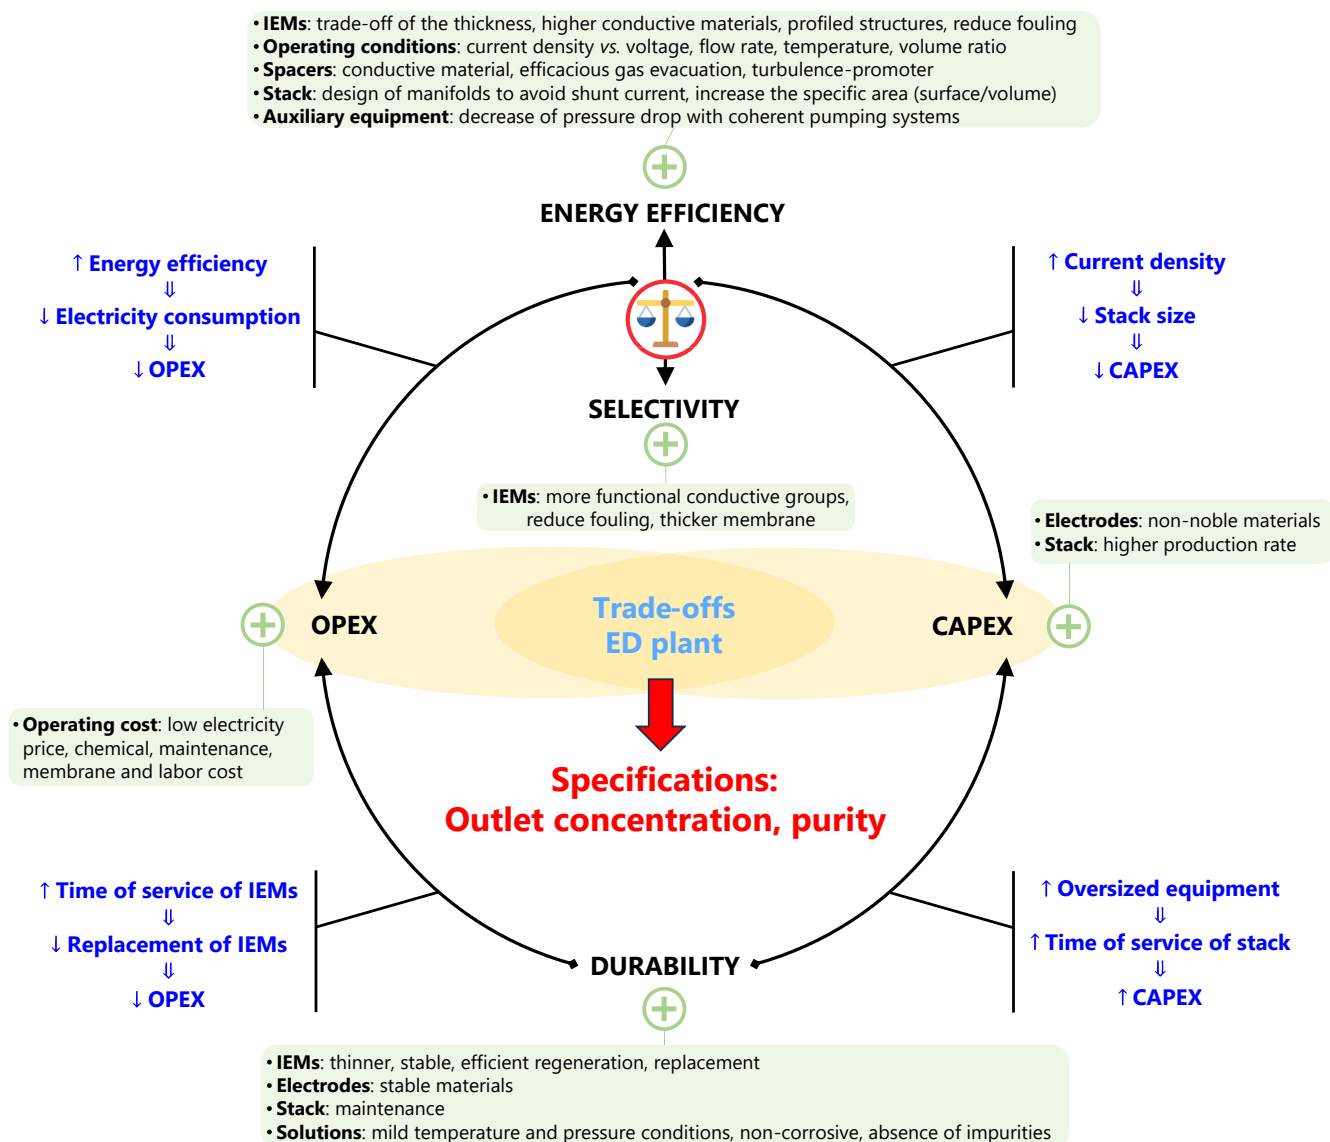 • IEMs: trade-off of the thickness, higher conductive materials, profiled structures, reduce fouling
• Operating conditions: current density vs. voltage, flow rate, temperature, volume ratio
• Spacers: conductive material, efficacious gas evacuation, turbulence-promoter
• Stack: design of manifolds to avoid shunt current, increase the specific area (surface/volume)
• Auxiliary equipment: decrease of pressure drop with coherent pumping systems
ENERGY EFFICIENCY
↑ Energy efficiency
⇓
↓ Electricity consumption
⇓
↓ OPEX
↑ Current density
⇓
↓ Stack size
⇓
↓ CAPEX
SELECTIVITY
• IEMs: more functional conductive groups,
reduce fouling, thicker membrane
• Electrodes: non-noble materials
• Stack: higher production rate
OPEX
Trade-offs
ED plant
CAPEX
• Operating cost: low electricity
price, chemical, maintenance,
membrane and labor cost
Specifications:
Outlet concentration, purity
↑ Time of service of IEMs
⇓
↓ Replacement of IEMs
⇓
↓ OPEX
↑ Oversized equipment
⇓
↑ Time of service of stack
⇓
↑ CAPEX
DURABILITY
• IEMs: thinner, stable, efficient regeneration, replacement
• Electrodes: stable materials
• Stack: maintenance
• Solutions: mild temperature and pressure conditions, non-corrosive, absence of impurities